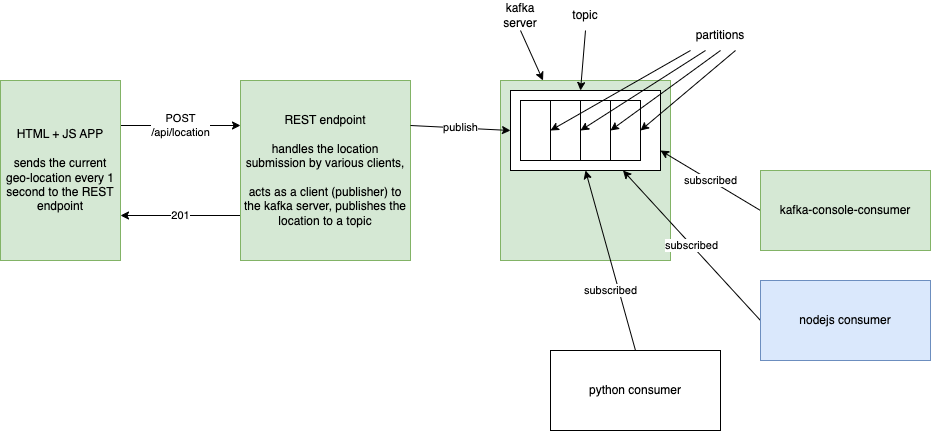 kafka
server
topic
partitions
HTML + JS APP
sends the current
geo-location every 1
second to the REST
endpoint
POST
/api/location
201
REST endpoint
handles the location
submission by various clients,
acts as a client (publisher) to
the kafka server, publishes the
location to a topic
publish
subscribed
kafka-console-consumer
subscribed
nodejs consumer
subscribed
python consumer